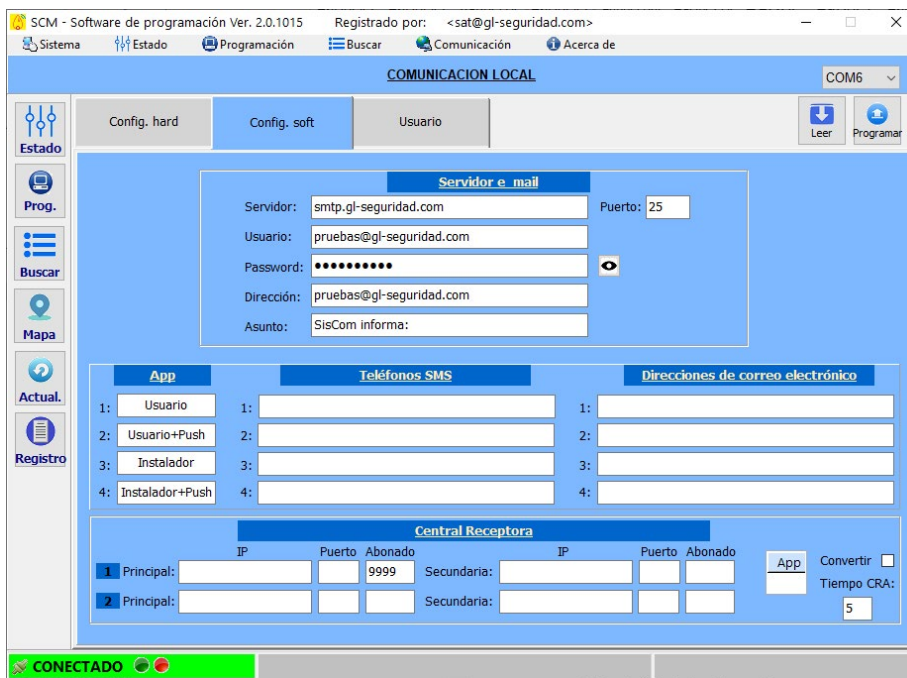 SCM - Software de programación Ver. 2.0.1015 Registrado por: <sat@gl-seguridad.com>
Sistema Estado Programación Buscar Comunicación Acerca de
COMUNICACION LOCAL
COM6
Config. hard Config. soft Usuario
Leer Programar
Estado
Prog.
Buscar
Mapa
Actual.
Registro
Servidor e_mail
Servidor: smtp.gl-seguridad.com Puerto: 25
Usuario: pruebas@gl-seguridad.com
Password: ●●●●●●●●●●
Dirección: pruebas@gl-seguridad.com
Asunto: SisCom informa:
App Teléfonos SMS Direcciones de correo electrónico
1: Usuario 1: 1:
2: Usuario+Push 2: 2:
3: Instalador 3: 3:
4: Instalador+Push 4: 4:
Central Receptora
IP Puerto Abonado IP Puerto Abonado
1 Principal: 9999 Secundaria:
2 Principal: Secundaria:
App Convertir
Tiempo CRA:
5
CONECTADO